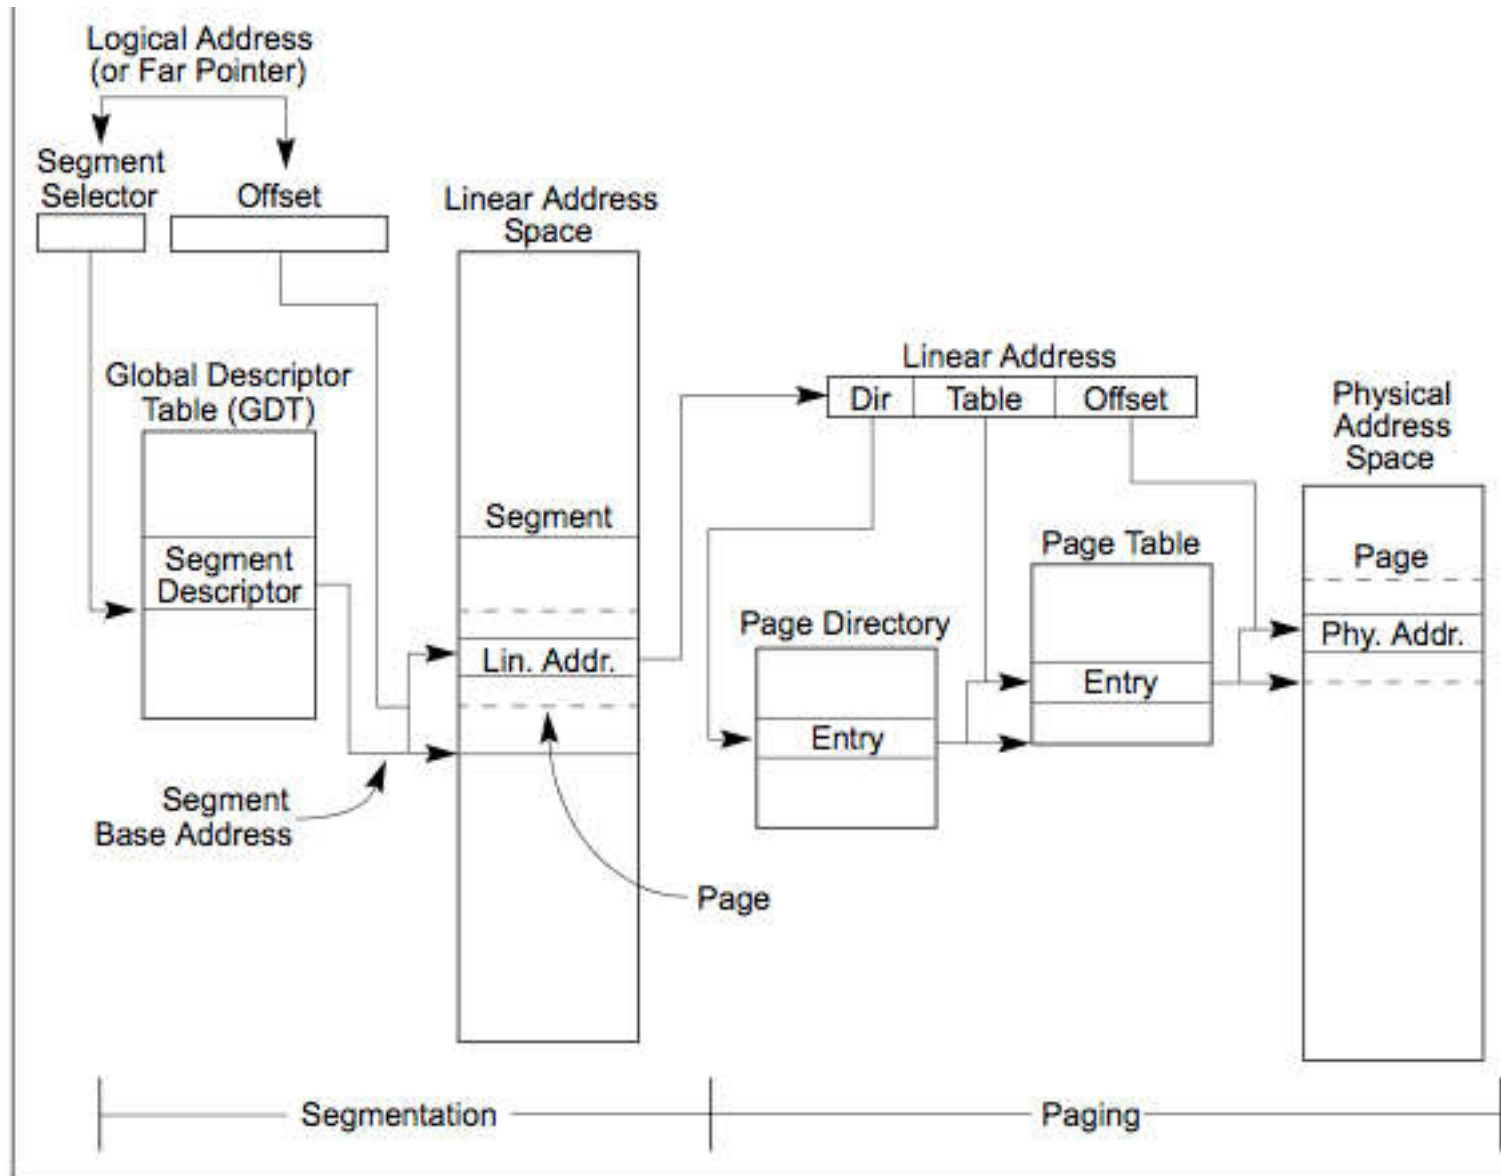 Logical Address
(or Far Pointer)
Segment
Selector
Offset
Linear Address
Space
Global Descriptor
Table (GDT)
Segment
Descriptor
Segment
Lin. Addr.
Segment
Base Address
Page
Linear Address
Dir
Table
Offset
Page Directory
Entry
Page Table
Entry
Physical
Address
Space
Page
Phy. Addr.
Segmentation
Paging